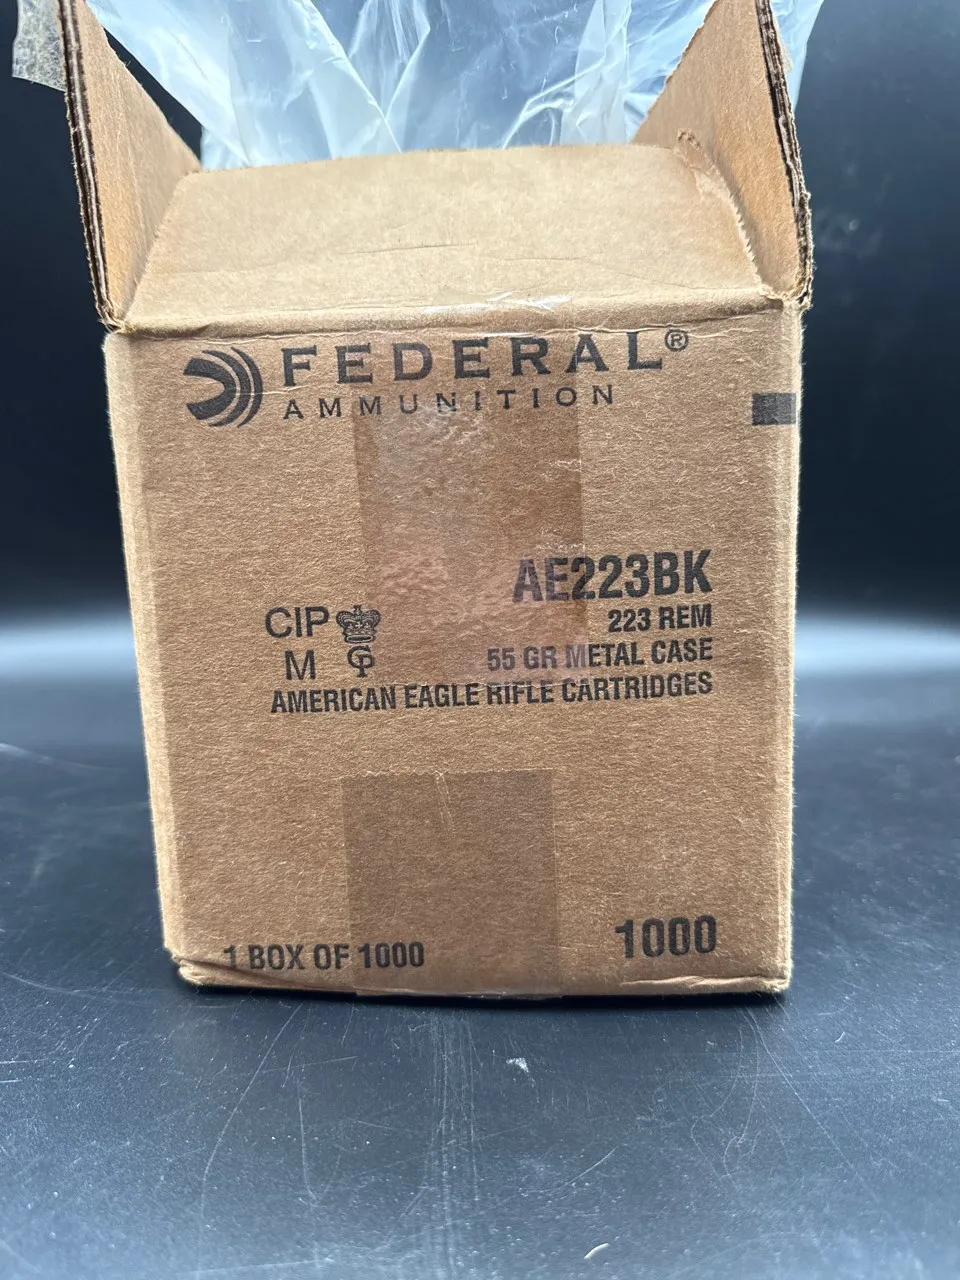 FEDERAL®
AMMUNITION
AE223BK
CIP
223 REM
M
55 GR METAL CASE
AMERICAN EAGLE RIFLE CARTRIDGES
1 BOX OF 1000
1000